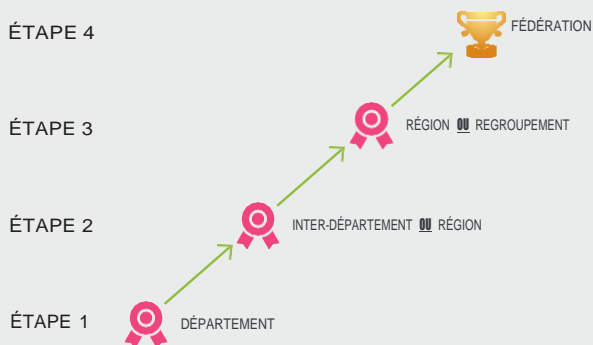 ÉTAPE 4 FÉDÉRATION
ÉTAPE 3 RÉGION OU REGROUPEMENT
ÉTAPE 2 INTER-DÉPARTEMENT OU RÉGION
ÉTAPE 1 DÉPARTEMENT